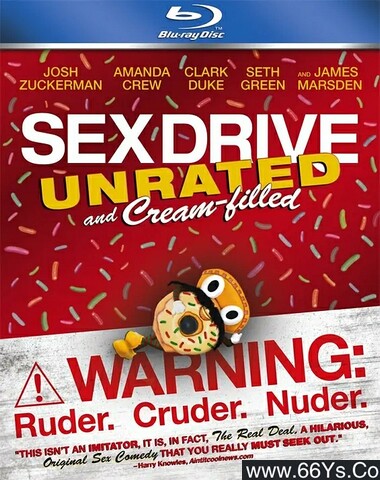 Blu-ray Disc
JOSH AMANDA CLARK SETH AND JAMES
ZUCKERMAN CREW DUKE GREEN MARSDEN
SEX DRIVE
UNRATED
and Cream-filled
WARNING:
Ruder. Cruder. Nuder.
"THIS ISN'T AN IMITATOR, IT IS, IN FACT, The Real Deal, A HILARIOUS,
Original Sex Comedy THAT YOU REALLY MUST SEEK OUT."
–Harry Knowles, Aintitcoolnews.com
www.66Ys.Co